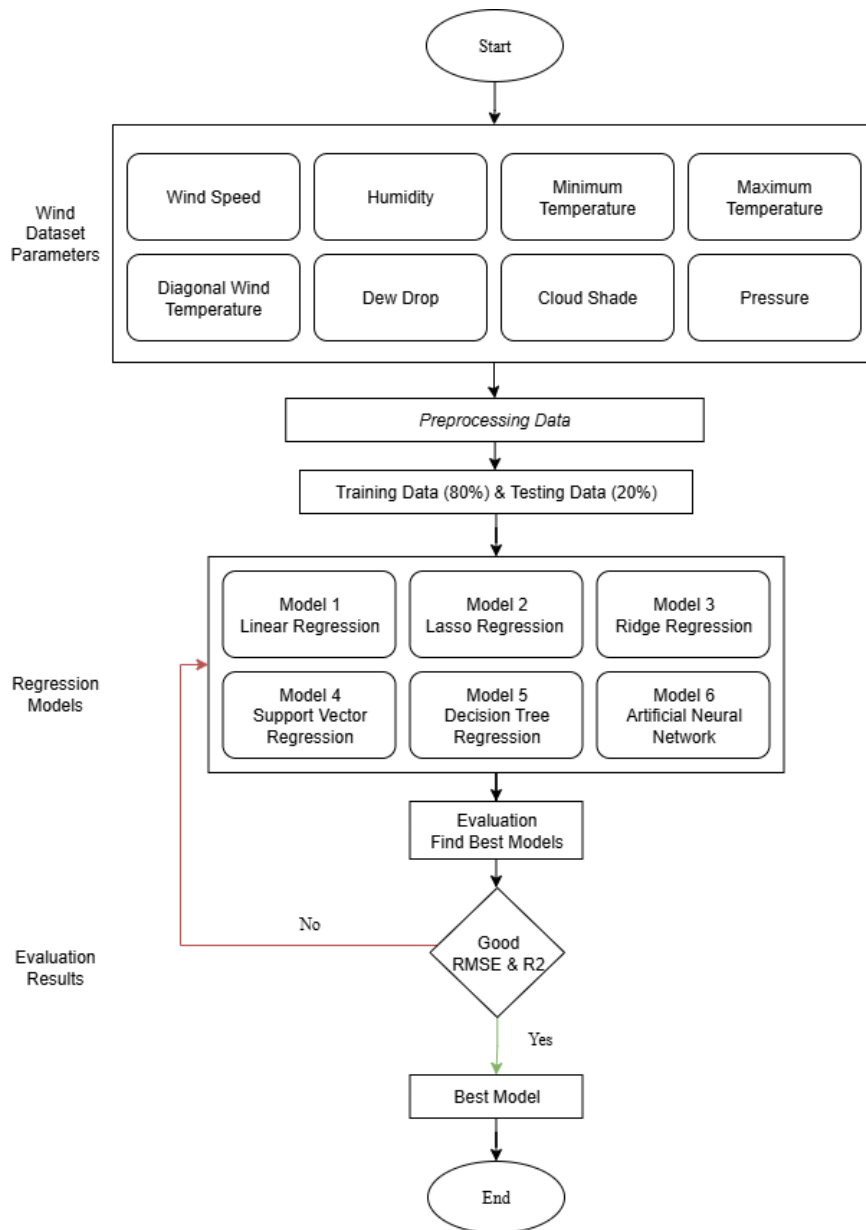 Start
Wind
Dataset
Parameters
Wind Speed
Humidity
Minimum
Temperature
Maximum
Temperature
Diagonal Wind
Temperature
Dew Drop
Cloud Shade
Pressure
Preprocessing Data
Training Data (80%) & Testing Data (20%)
Regression
Models
Model 1
Linear Regression
Model 2
Lasso Regression
Model 3
Ridge Regression
Model 4
Support Vector
Regression
Model 5
Decision Tree
Regression
Model 6
Artificial Neural
Network
Evaluation
Find Best Models
Evaluation
Results
No
Good
RMSE & R2
Yes
Best Model
End